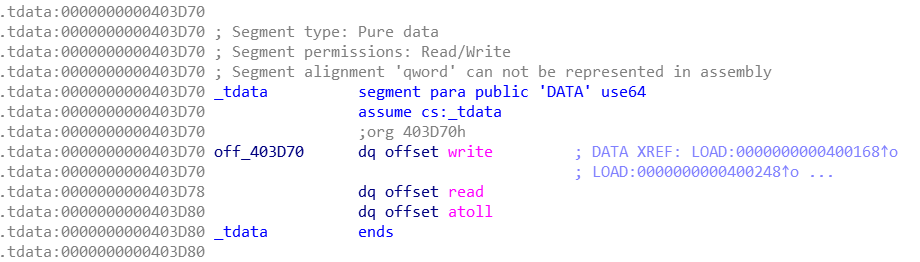 .tdata:0000000000403D70
.tdata:0000000000403D70 ; Segment type: Pure data
.tdata:0000000000403D70 ; Segment permissions: Read/Write
.tdata:0000000000403D70 ; Segment alignment 'qword' can not be represented in assembly
.tdata:0000000000403D70 _tdata segment para public 'DATA' use64
.tdata:0000000000403D70 assume cs:_tdata
.tdata:0000000000403D70 ;org 403D70h
.tdata:0000000000403D70 off_403D70 dq offset write ; DATA XREF: LOAD:0000000000400168↑o
.tdata:0000000000403D70 ; LOAD:0000000000400248↑o ...
.tdata:0000000000403D78 dq offset read
.tdata:0000000000403D80 dq offset atoll
.tdata:0000000000403D80 _tdata ends
.tdata:0000000000403D80